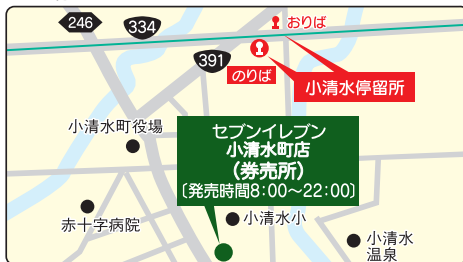 246
334
おりば
391
のりば
小清水停留所
小清水町役場
セブンイレブン
小清水町店
(券売所)
〔発売時間8:00〜22:00〕
赤十字病院
小清水小
小清水
温泉